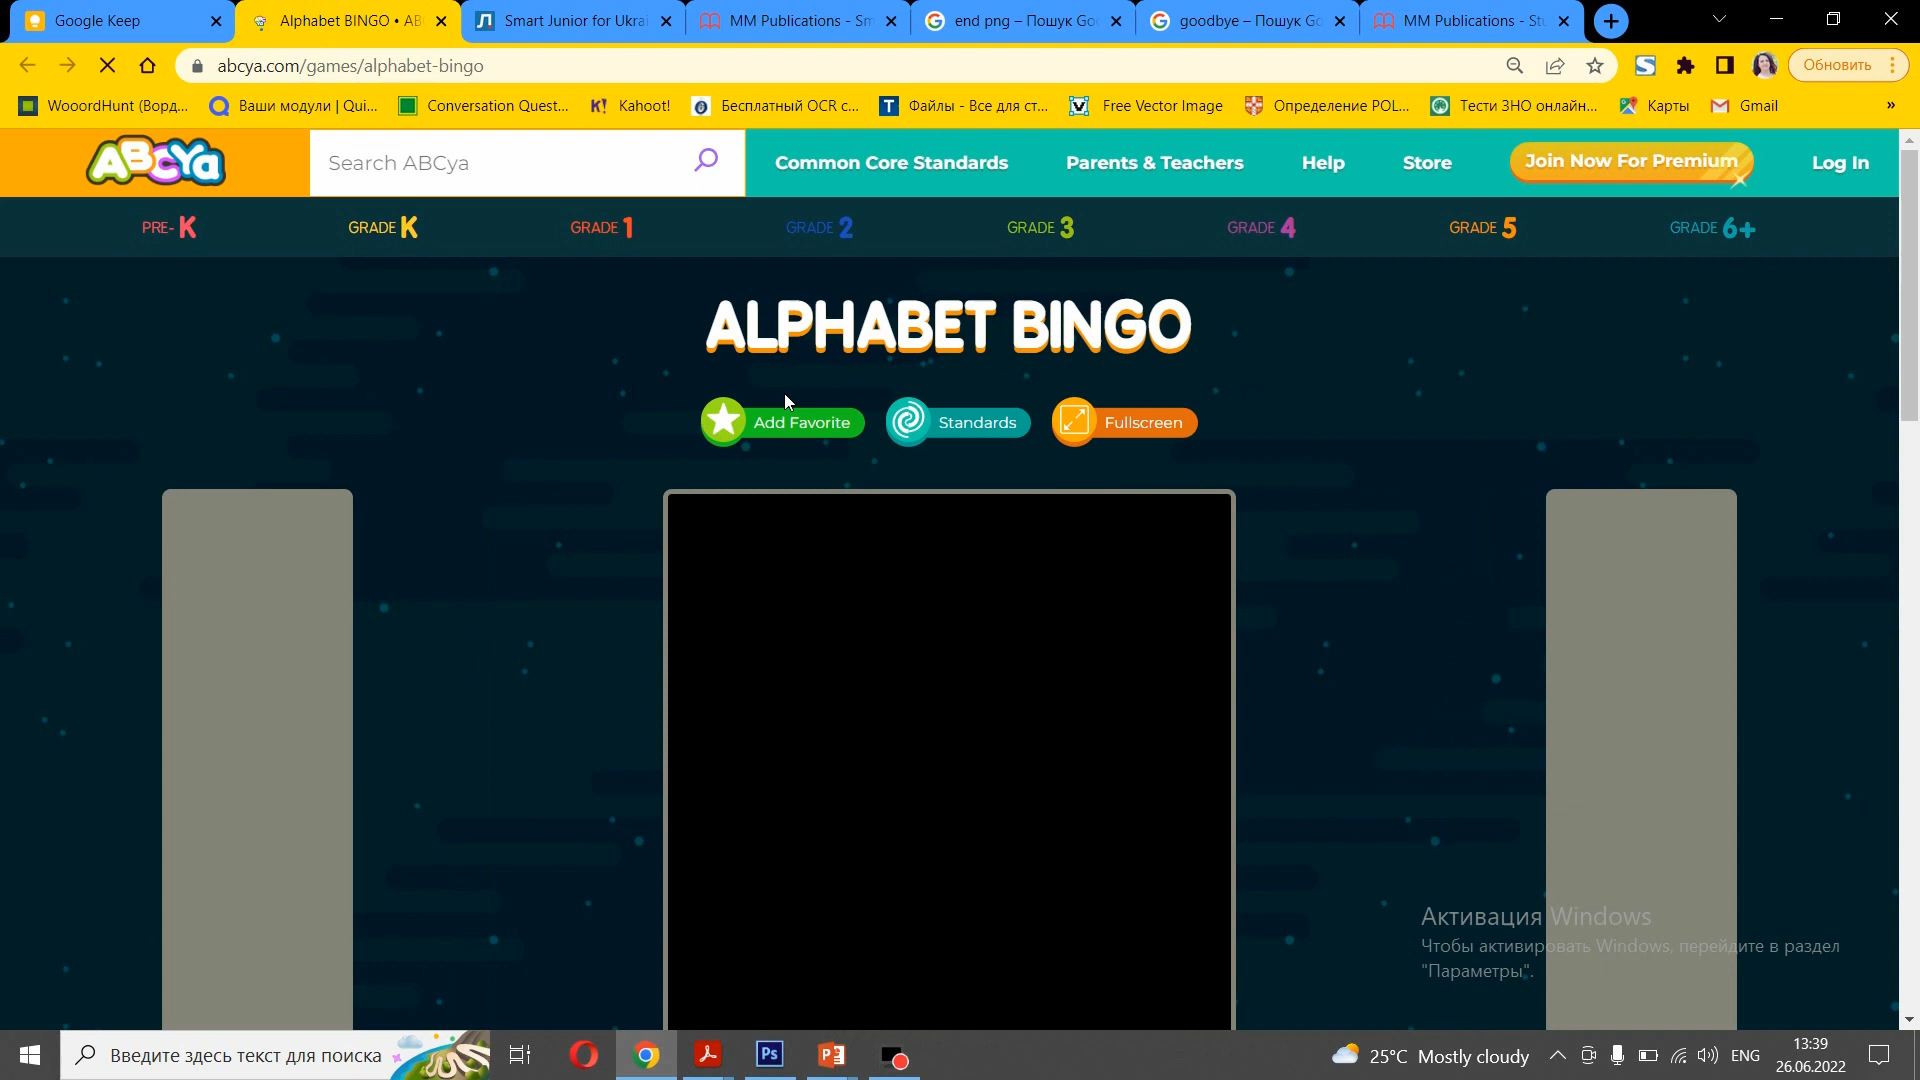 Google Keep
Alphabet BINGO • AB
Smart Junior for Ukrai
MM Publications - Sm
end png – Пошук Go
goodbye – Пошук Go
MM Publications - Stu
abcya.com/games/alphabet-bingo
Обновить
WooordHunt (Ворд...
Ваши модули | Qui...
Conversation Quest...
K! Kahoot!
Бесплатный OCR с...
T Файлы - Все для ст...
Free Vector Image
Определение POL...
Тести ЗНО онлайн...
Карты
Gmail
»
ABCYa
Search ABCya
Common Core Standards
Parents & Teachers
Help
Store
Join Now For Premium
Log In
PRE-K
GRADE K
GRADE 1
GRADE 2
GRADE 3
GRADE 4
GRADE 5
GRADE 6+
ALPHABET BINGO
Add Favorite
Standards
Fullscreen
Активация Windows
Чтобы активировать Windows, перейдите в раздел
"Параметры".
Введите здесь текст для поиска
Ps
25°C Mostly cloudy
ENG
13:39
26.06.2022